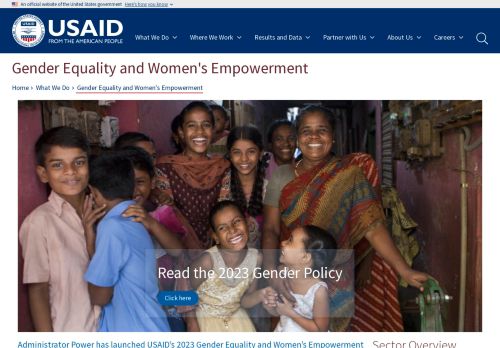 An official website of the United States government Here's how you know
USAID
FROM THE AMERICAN PEOPLE
What We Do Where We Work Results and Data Partner with Us About Us Careers
Gender Equality and Women's Empowerment
Home › What We Do › Gender Equality and Women's Empowerment
Read the 2023 Gender Policy
Click here
Administrator Power has launched USAID's 2023 Gender Equality and Women's Empowerment
Sector Overview